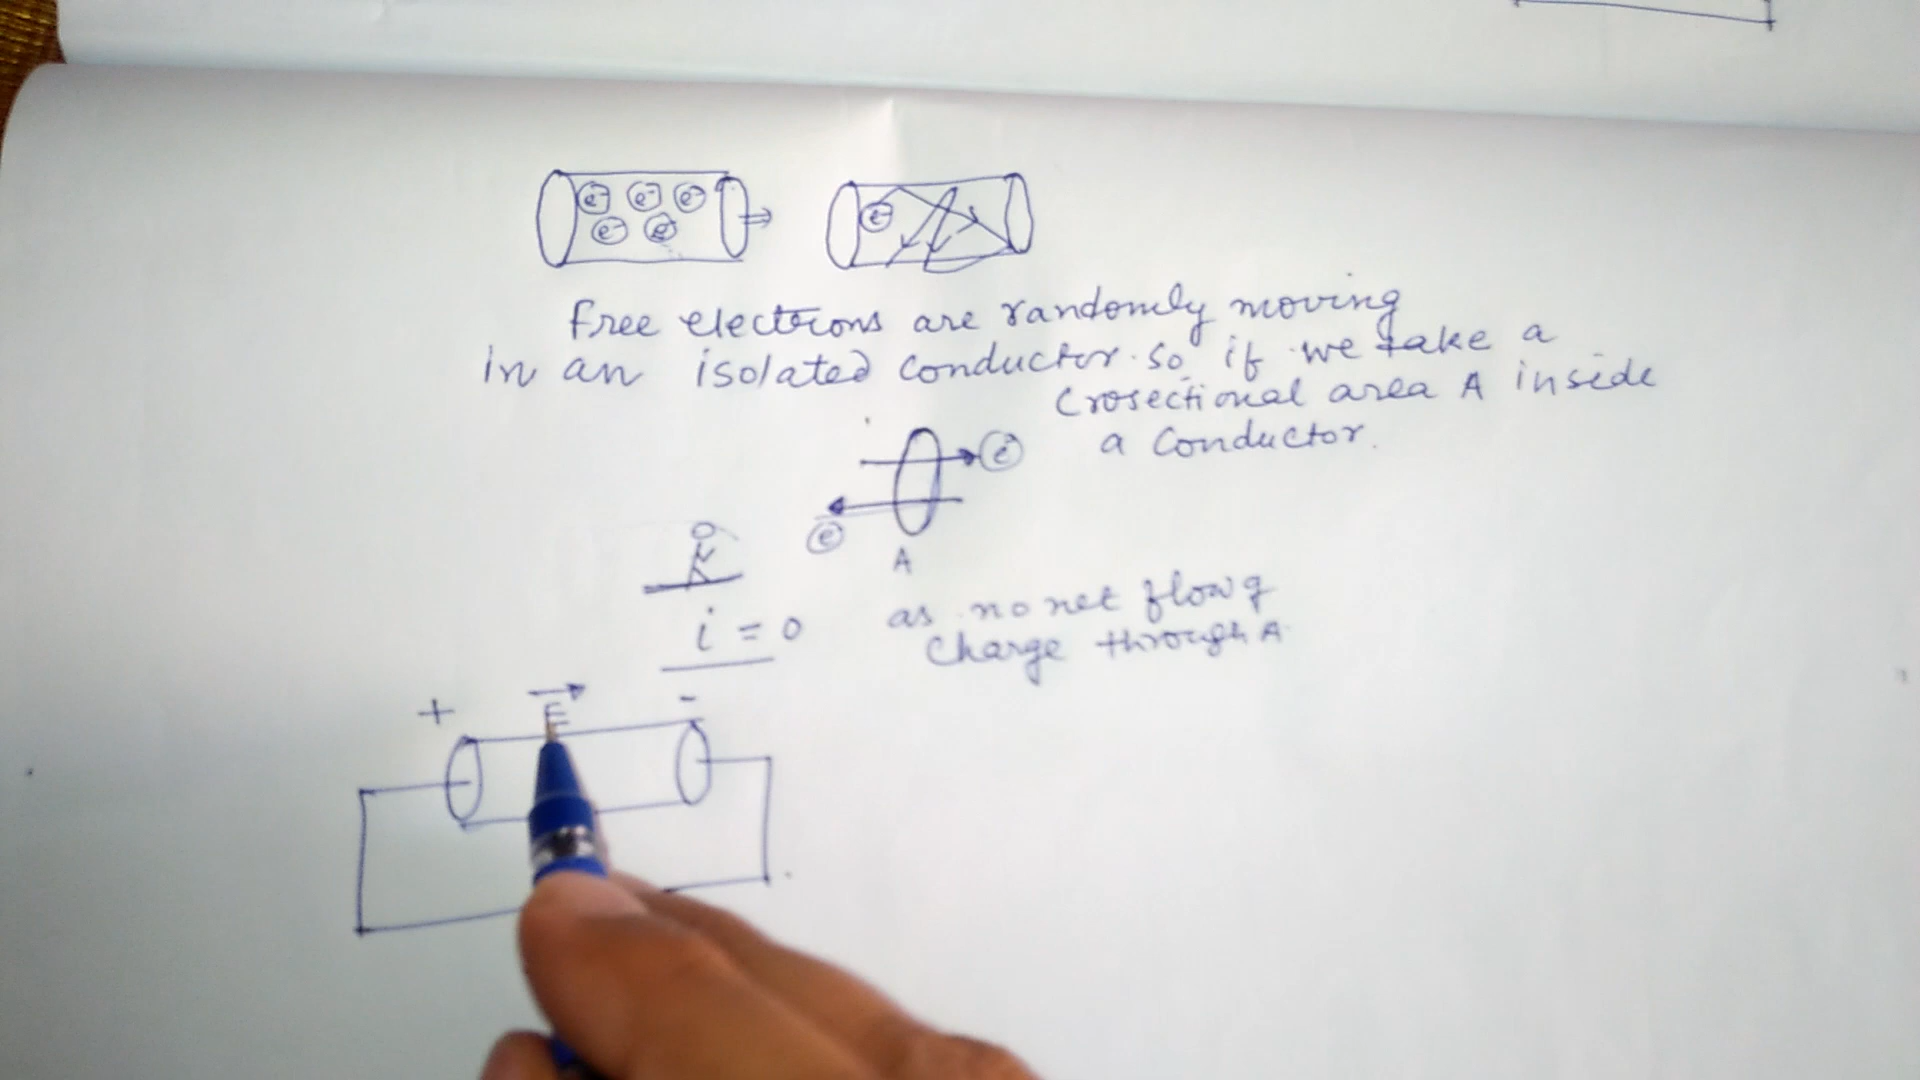 e⁻ e⁻ e⁻ e⁻ e⁻
e⁻
free electrons are randomly moving
in an isolated conductor. So if we take a
crosectional area A inside
a conductor.
e⁻
e
A
i = 0 as no net flow of
charge through A
+ E -